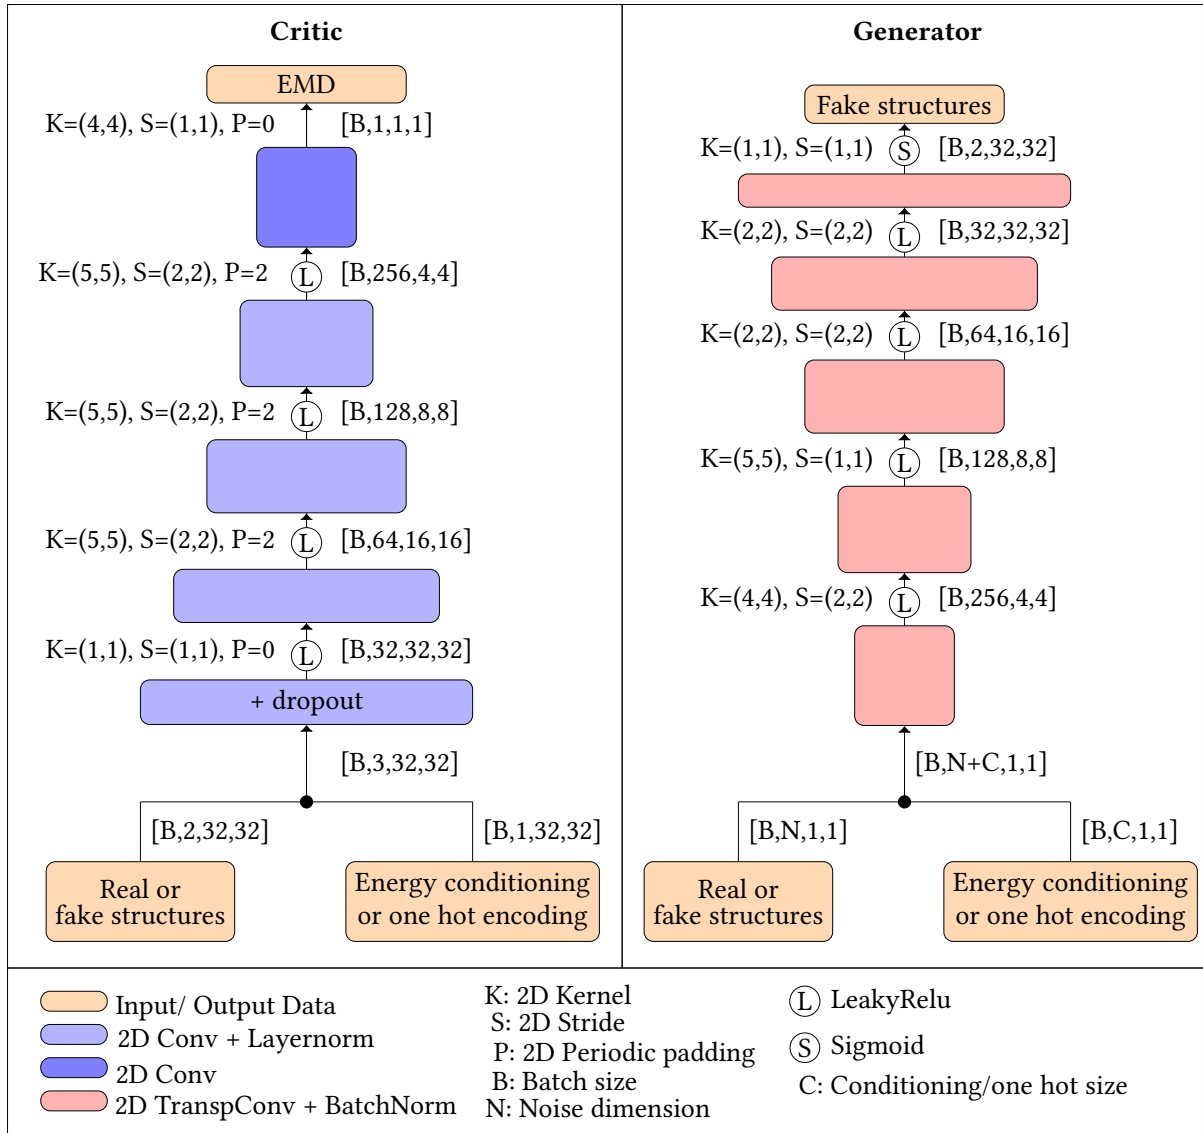 Critic
EMD
K=(4,4), S=(1,1), P=0
[B,1,1,1]
K=(5,5), S=(2,2), P=2
L
[B,256,4,4]
K=(5,5), S=(2,2), P=2
L
[B,128,8,8]
K=(5,5), S=(2,2), P=2
L
[B,64,16,16]
K=(1,1), S=(1,1), P=0
L
[B,32,32,32]
+ dropout
[B,3,32,32]
[B,2,32,32]
[B,1,32,32]
Real or
fake structures
Energy conditioning
or one hot encoding
Generator
Fake structures
K=(1,1), S=(1,1)
S
[B,2,32,32]
K=(2,2), S=(2,2)
L
[B,32,32,32]
K=(2,2), S=(2,2)
L
[B,64,16,16]
K=(5,5), S=(1,1)
L
[B,128,8,8]
K=(4,4), S=(2,2)
L
[B,256,4,4]
[B,N+C,1,1]
[B,N,1,1]
[B,C,1,1]
Real or
fake structures
Energy conditioning
or one hot encoding
Input/ Output Data
2D Conv + Layernorm
2D Conv
2D TranspConv + BatchNorm
K: 2D Kernel
S: 2D Stride
P: 2D Periodic padding
B: Batch size
N: Noise dimension
L LeakyRelu
S Sigmoid
C: Conditioning/one hot size